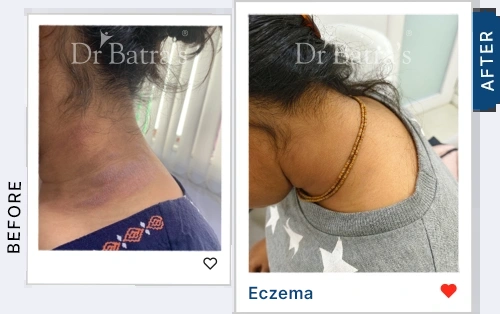 BEFORE
Dr Batra's®
Dr Batra's
AFTER
Eczema